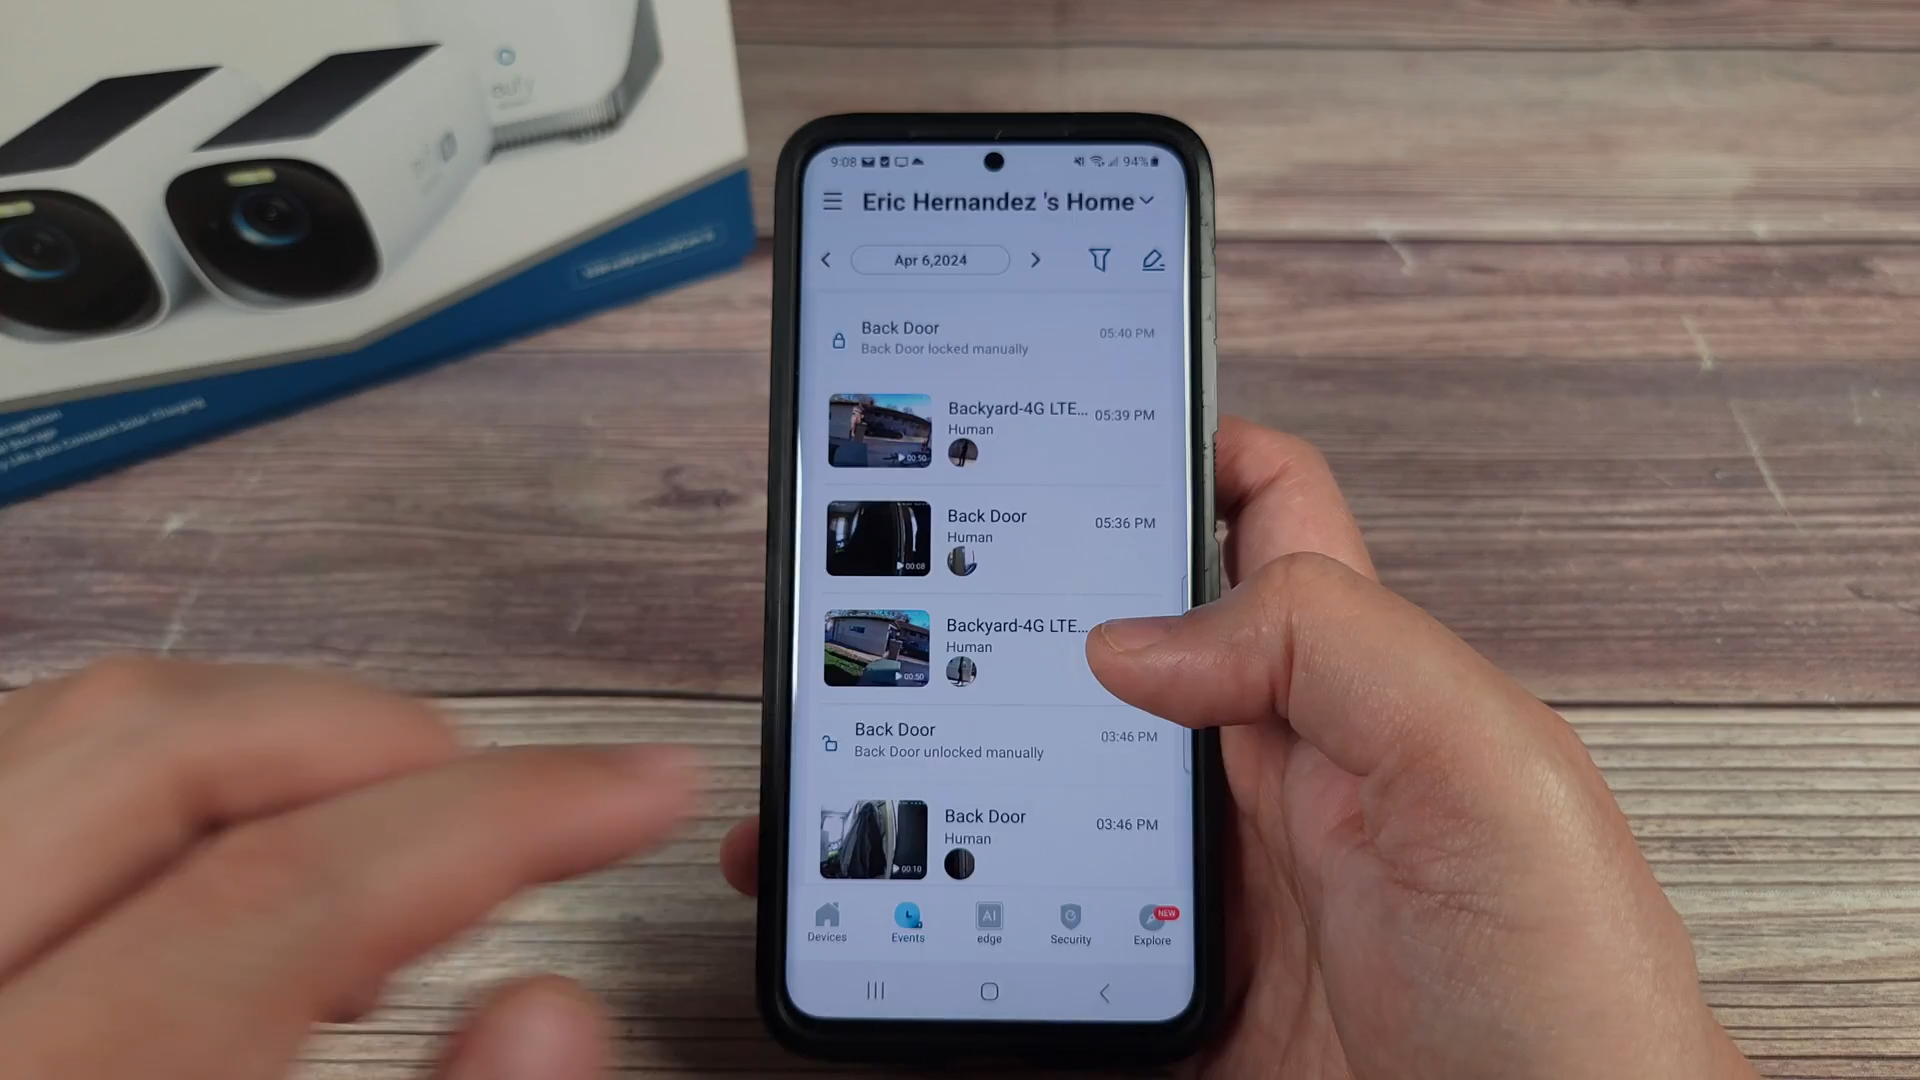 eufy
9:08
94%
Eric Hernandez 's Home
Apr 6,2024
Back Door
05:40 PM
Back Door locked manually
Backyard-4G LTE...
05:39 PM
Human
00:50
Back Door
05:36 PM
Human
00:08
Backyard-4G LTE...
Human
00:50
Back Door
03:46 PM
Back Door unlocked manually
Back Door
03:46 PM
Human
00:10
Devices
Events
AI
edge
Security
NEW
Explore